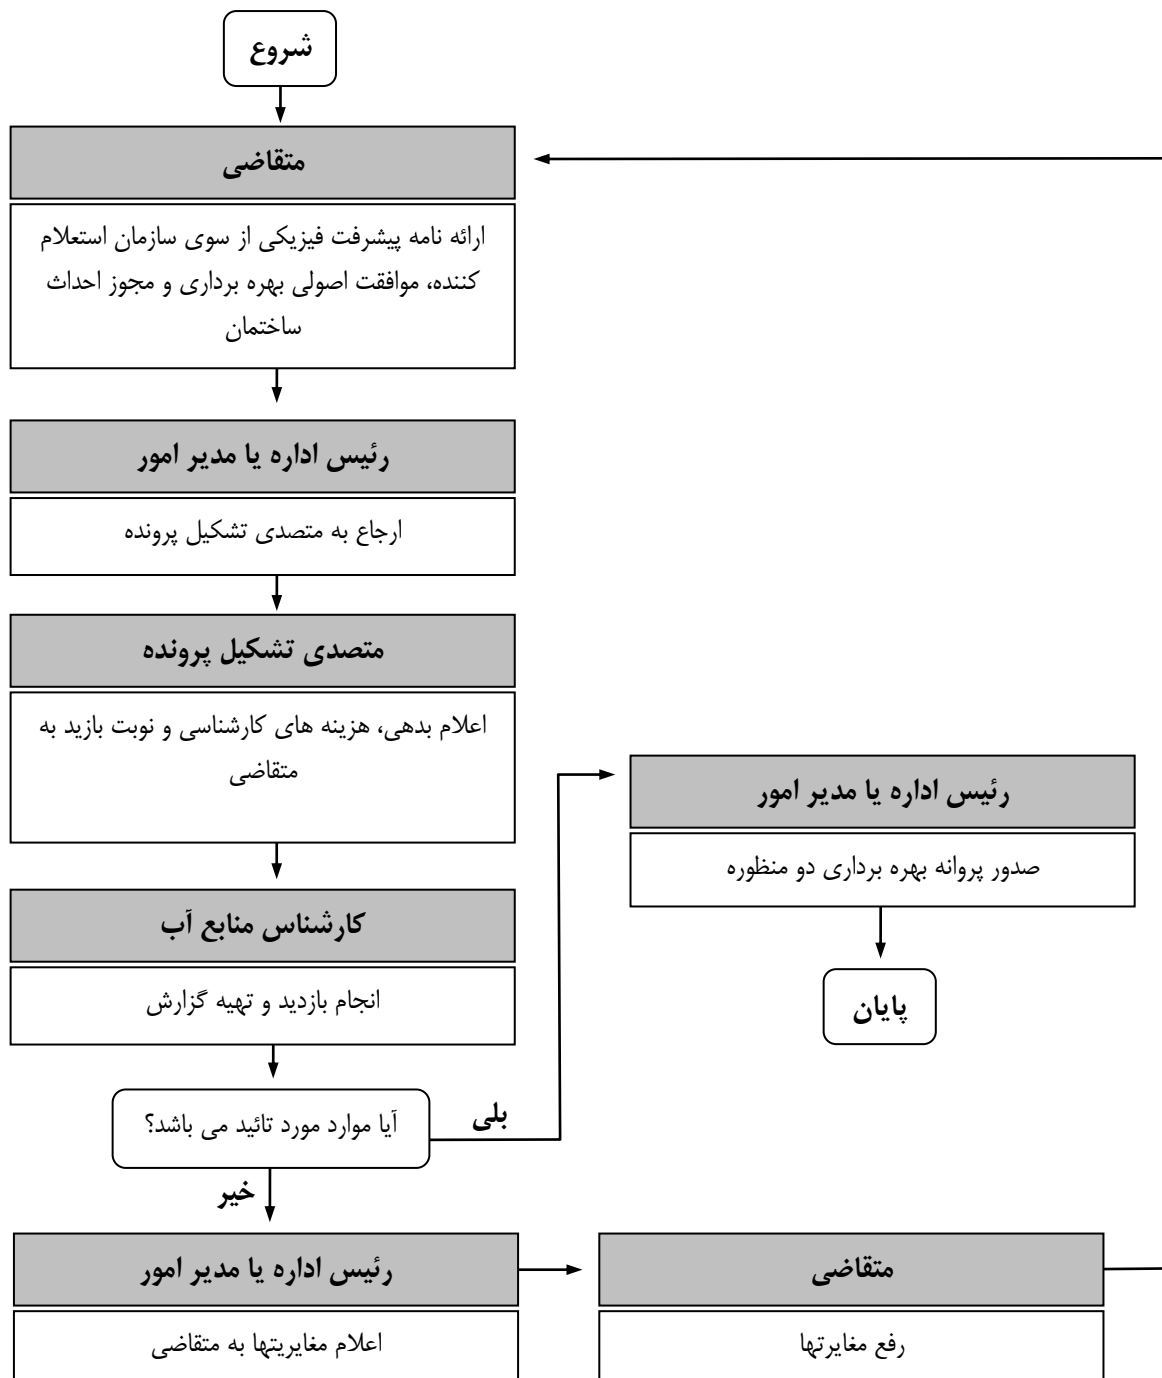 شروع
متقاضی
ارائه نامه پیشرفت فیزیکی از سوی سازمان استعلام
کننده، موافقت اصولی بهره برداری و مجوز احداث
ساختمان
رئیس اداره یا مدیر امور
ارجاع به متصدی تشکیل پرونده
متصدی تشکیل پرونده
اعلام بدهی، هزینه های کارشناسی و نوبت بازید به
متقاضی
کارشناس منابع آب
انجام بازدید و تهیه گزارش
آیا موارد مورد تائید می باشد؟
بلی
رئیس اداره یا مدیر امور
صدور پروانه بهره برداری دو منظوره
پایان
خیر
رئیس اداره یا مدیر امور
اعلام مغایریتها به متقاضی
متقاضی
رفع مغایرتها